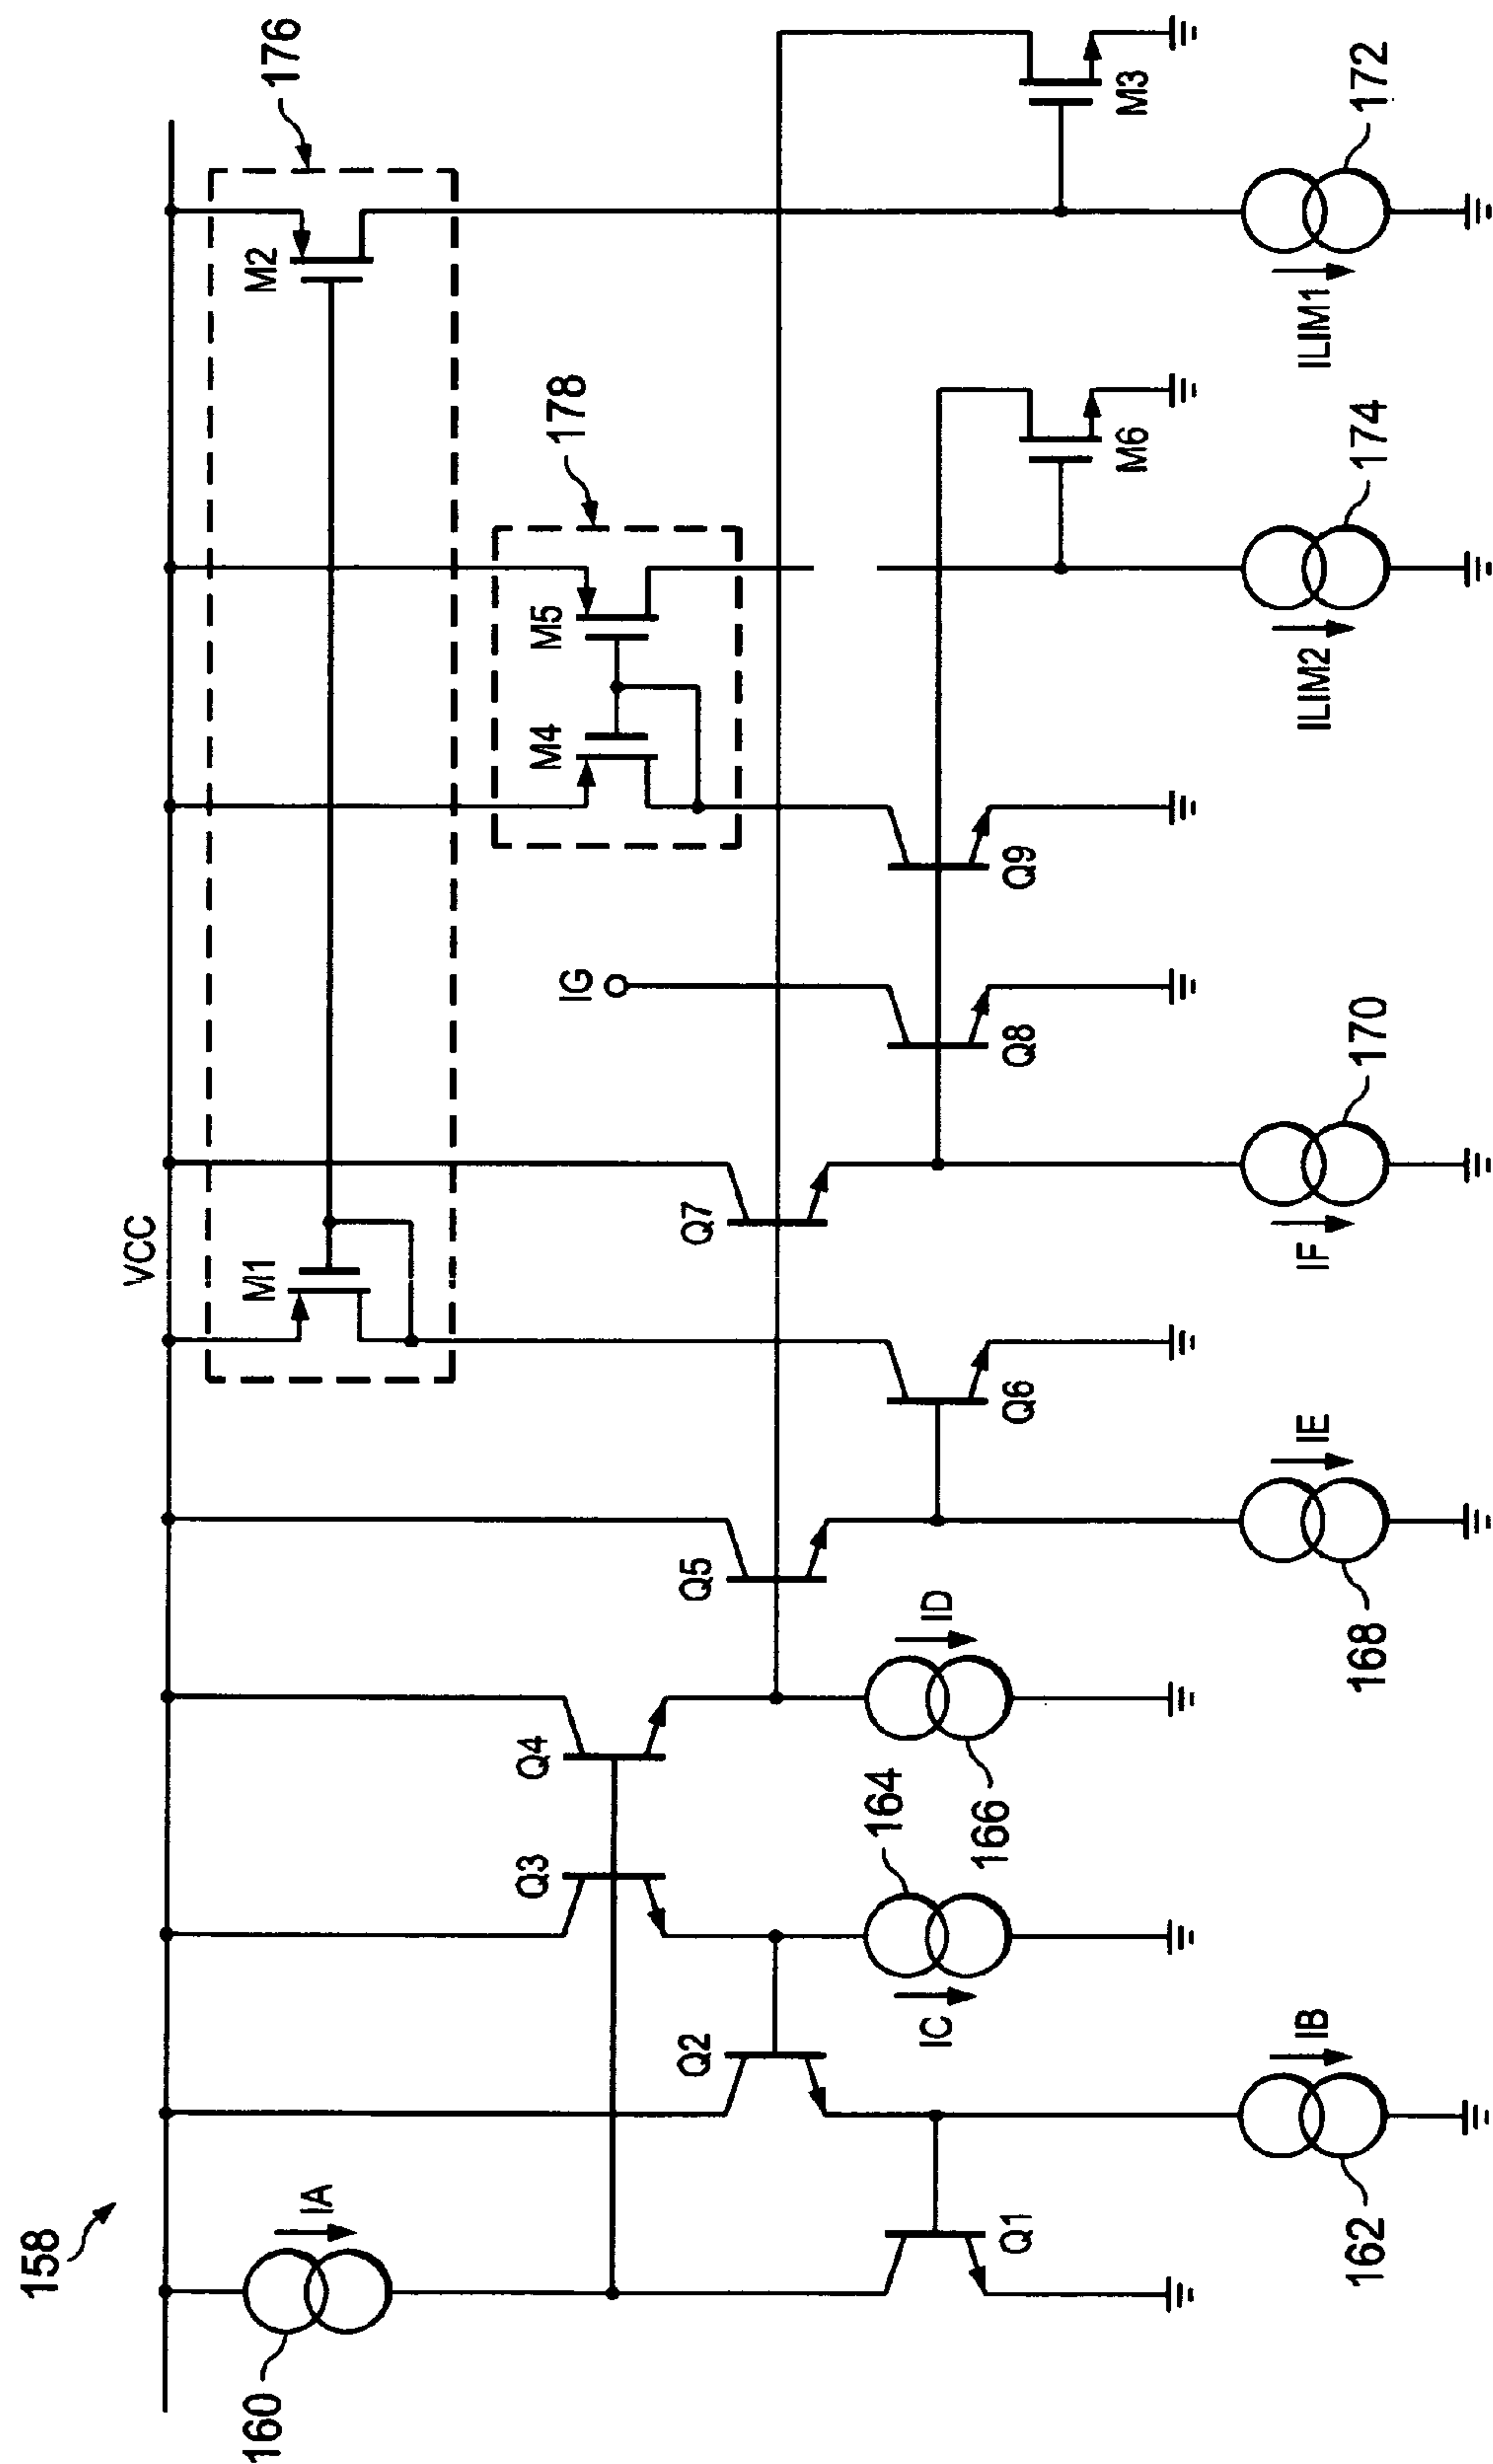 158
VCC
176
160
IA
M1
M2
178
M4
M5
IG
Q3
Q4
Q2
Q5
Q7
164
IC
ID
166
Q1
Q6
Q8
Q9
M6
M3
162
IB
168
IE
IF
170
ILIM2
174
ILIM1
172